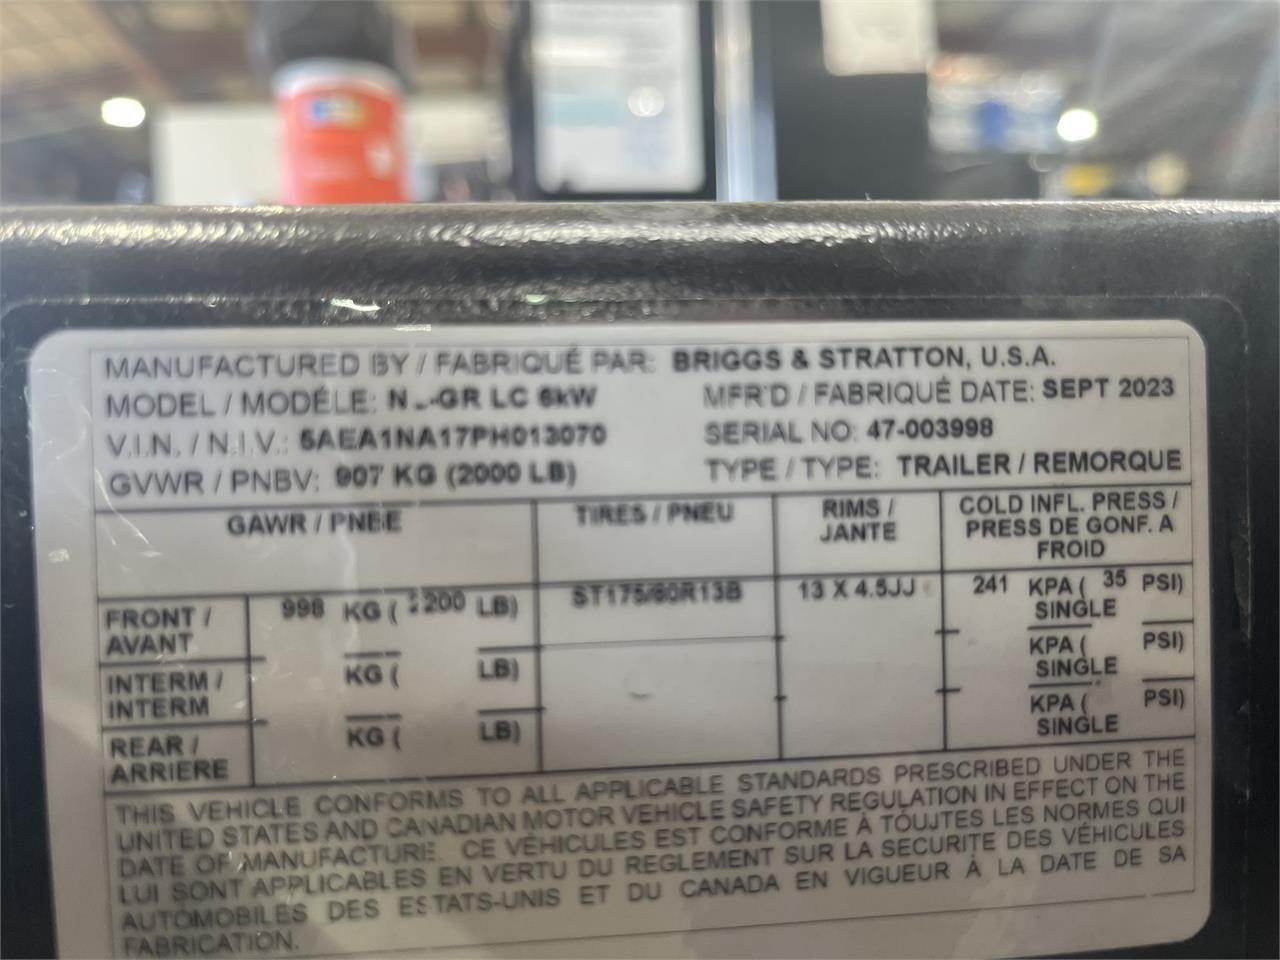 MANUFACTURED BY / FABRIQUÉ PAR: BRIGGS & STRATTON, U.S.A.
MODEL / MODÉLE: GR LC 6kW MFR'D / FABRIQUÉ DATE: SEPT 2023
V.I.N. / N.I.V.: 5AEA1NA17PH013070 SERIAL NO: 47-003998
GVWR / PNBV: 907 KG (2000 LB) TYPE / TYPE: TRAILER / REMORQUE
GAWR / PNBE TIRES / PNEU RIMS / JANTE COLD INFL. PRESS / PRESS DE GONF. A FROID
FRONT / AVANT 998 KG ( 2200 LB) ST175/80R13B 13 X 4.5JJ 241 KPA ( 35 PSI) SINGLE
INTERM / INTERM KG ( LB) KPA ( PSI) SINGLE
REAR / ARRIERE KG ( LB) KPA ( PSI) SINGLE
THIS VEHICLE CONFORMS TO ALL APPLICABLE STANDARDS PRESCRIBED UNDER THE
UNITED STATES AND CANADIAN MOTOR VEHICLE SAFETY REGULATION IN EFFECT ON THE
DATE OF MANUFACTURE. CE VÉHICULES EST CONFORME À TOUJTES LES NORMES QUI
LUI SONT APPLICABLES EN VERTU DU REGLEMENT SUR LA SECURITE DES VÉHICULES
AUTOMOBILES DES ESTATS-UNIS ET DU CANADA EN VIGUEUR À LA DATE DE SA
FABRICATION.